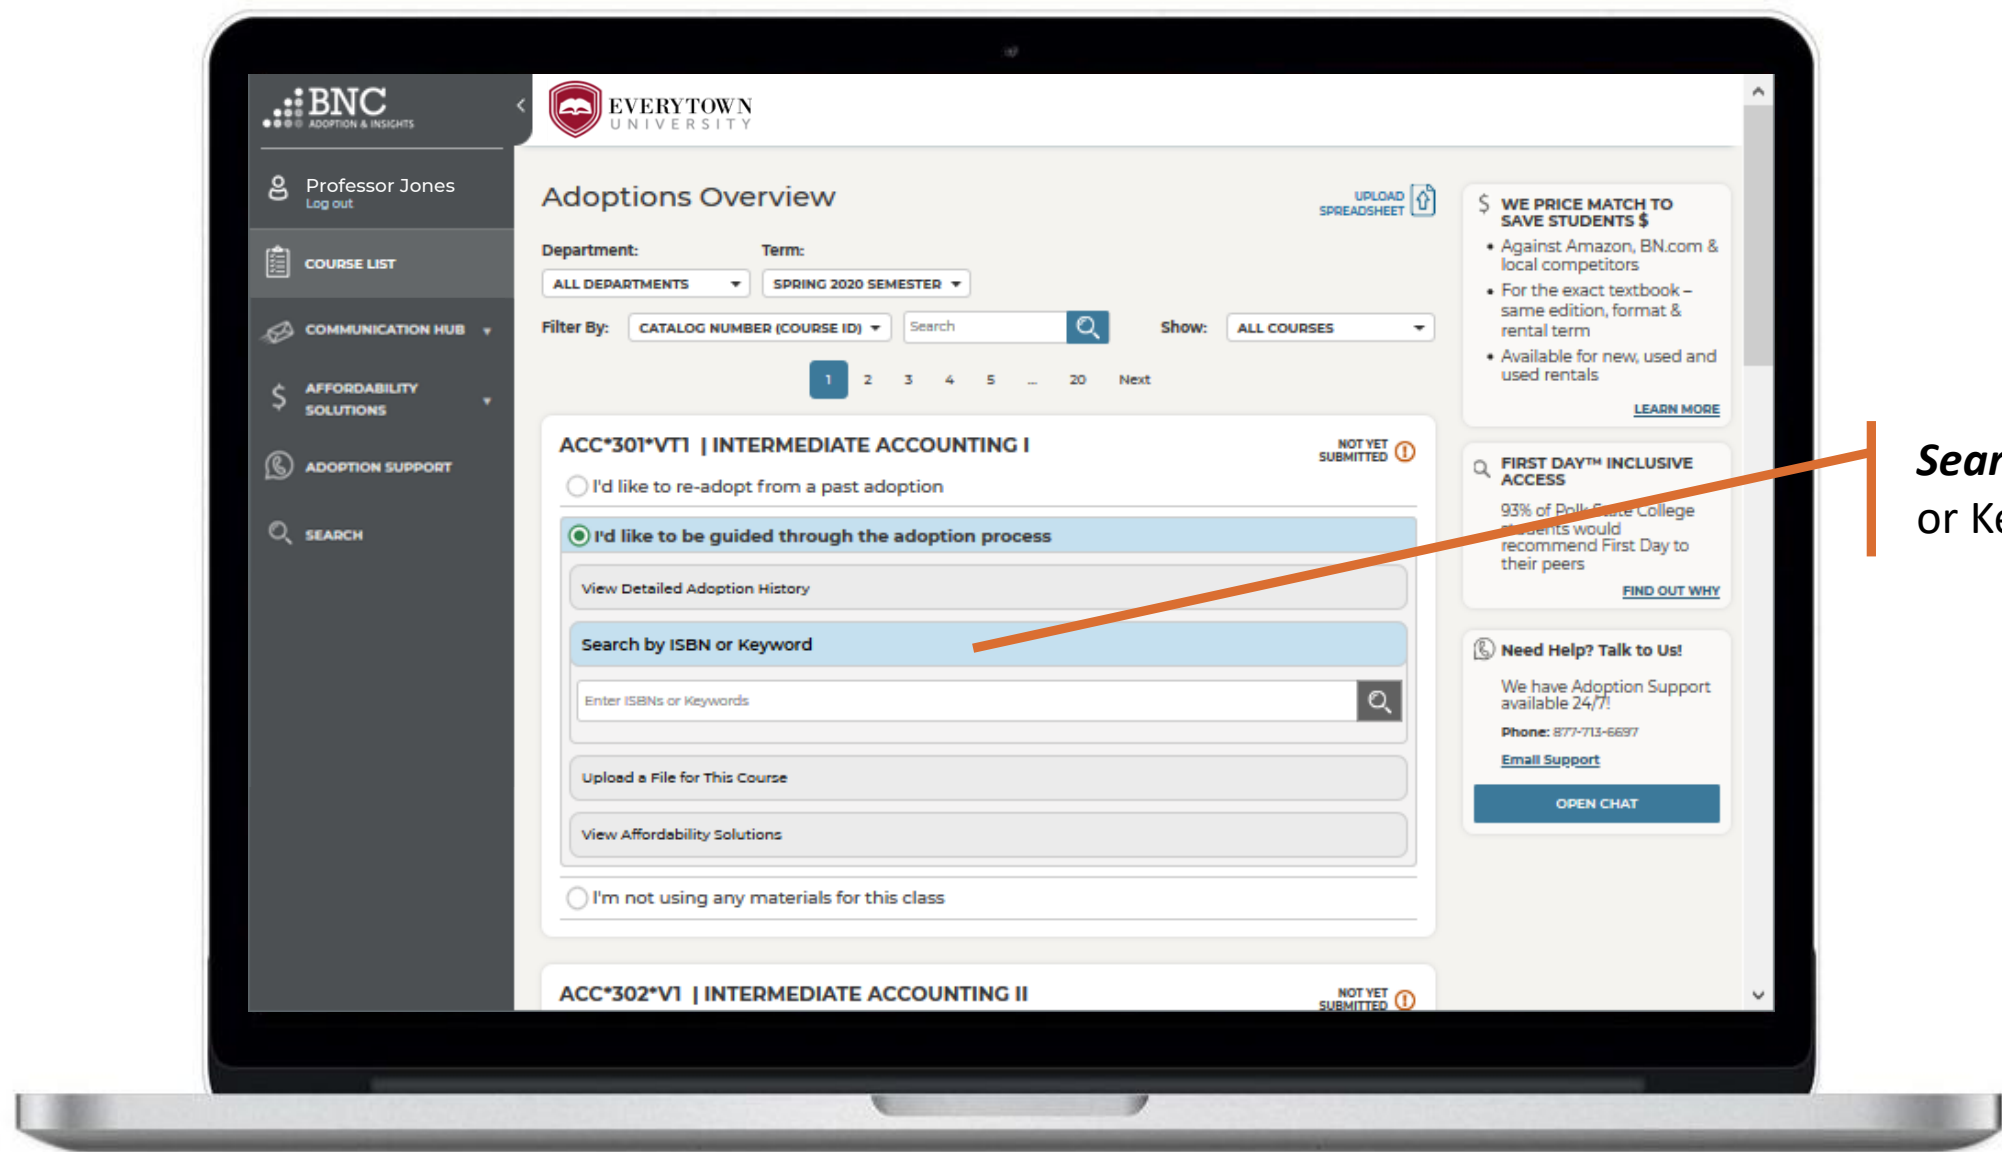 BNC
ADOPTION & INSIGHTS
EVERYTOWN
UNIVERSITY
Professor Jones
Log out
COURSE LIST
COMMUNICATION HUB
AFFORDABILITY
SOLUTIONS
ADOPTION SUPPORT
SEARCH
Adoptions Overview
UPLOAD
SPREADSHEET
Department:
Term:
ALL DEPARTMENTS
SPRING 2020 SEMESTER
Filter By:
CATALOG NUMBER (COURSE ID)
Search
Show:
ALL COURSES
1 2 3 4 5 ... 20 Next
ACC*301*VT1 | INTERMEDIATE ACCOUNTING I
NOT YET
SUBMITTED
I'd like to re-adopt from a past adoption
I'd like to be guided through the adoption process
View Detailed Adoption History
Search by ISBN or Keyword
Enter ISBNs or Keywords
Upload a File for This Course
View Affordability Solutions
I'm not using any materials for this class
ACC*302*V1 | INTERMEDIATE ACCOUNTING II
NOT YET
SUBMITTED
$ WE PRICE MATCH TO
SAVE STUDENTS $
• Against Amazon, BN.com &
local competitors
• For the exact textbook –
same edition, format &
rental term
• Available for new, used and
used rentals
LEARN MORE
FIRST DAY™ INCLUSIVE
ACCESS
93% of Polk State College
students would
recommend First Day to
their peers
FIND OUT WHY
Need Help? Talk to Us!
We have Adoption Support
available 24/7!
Phone: 877-713-6697
Email Support
OPEN CHAT
or